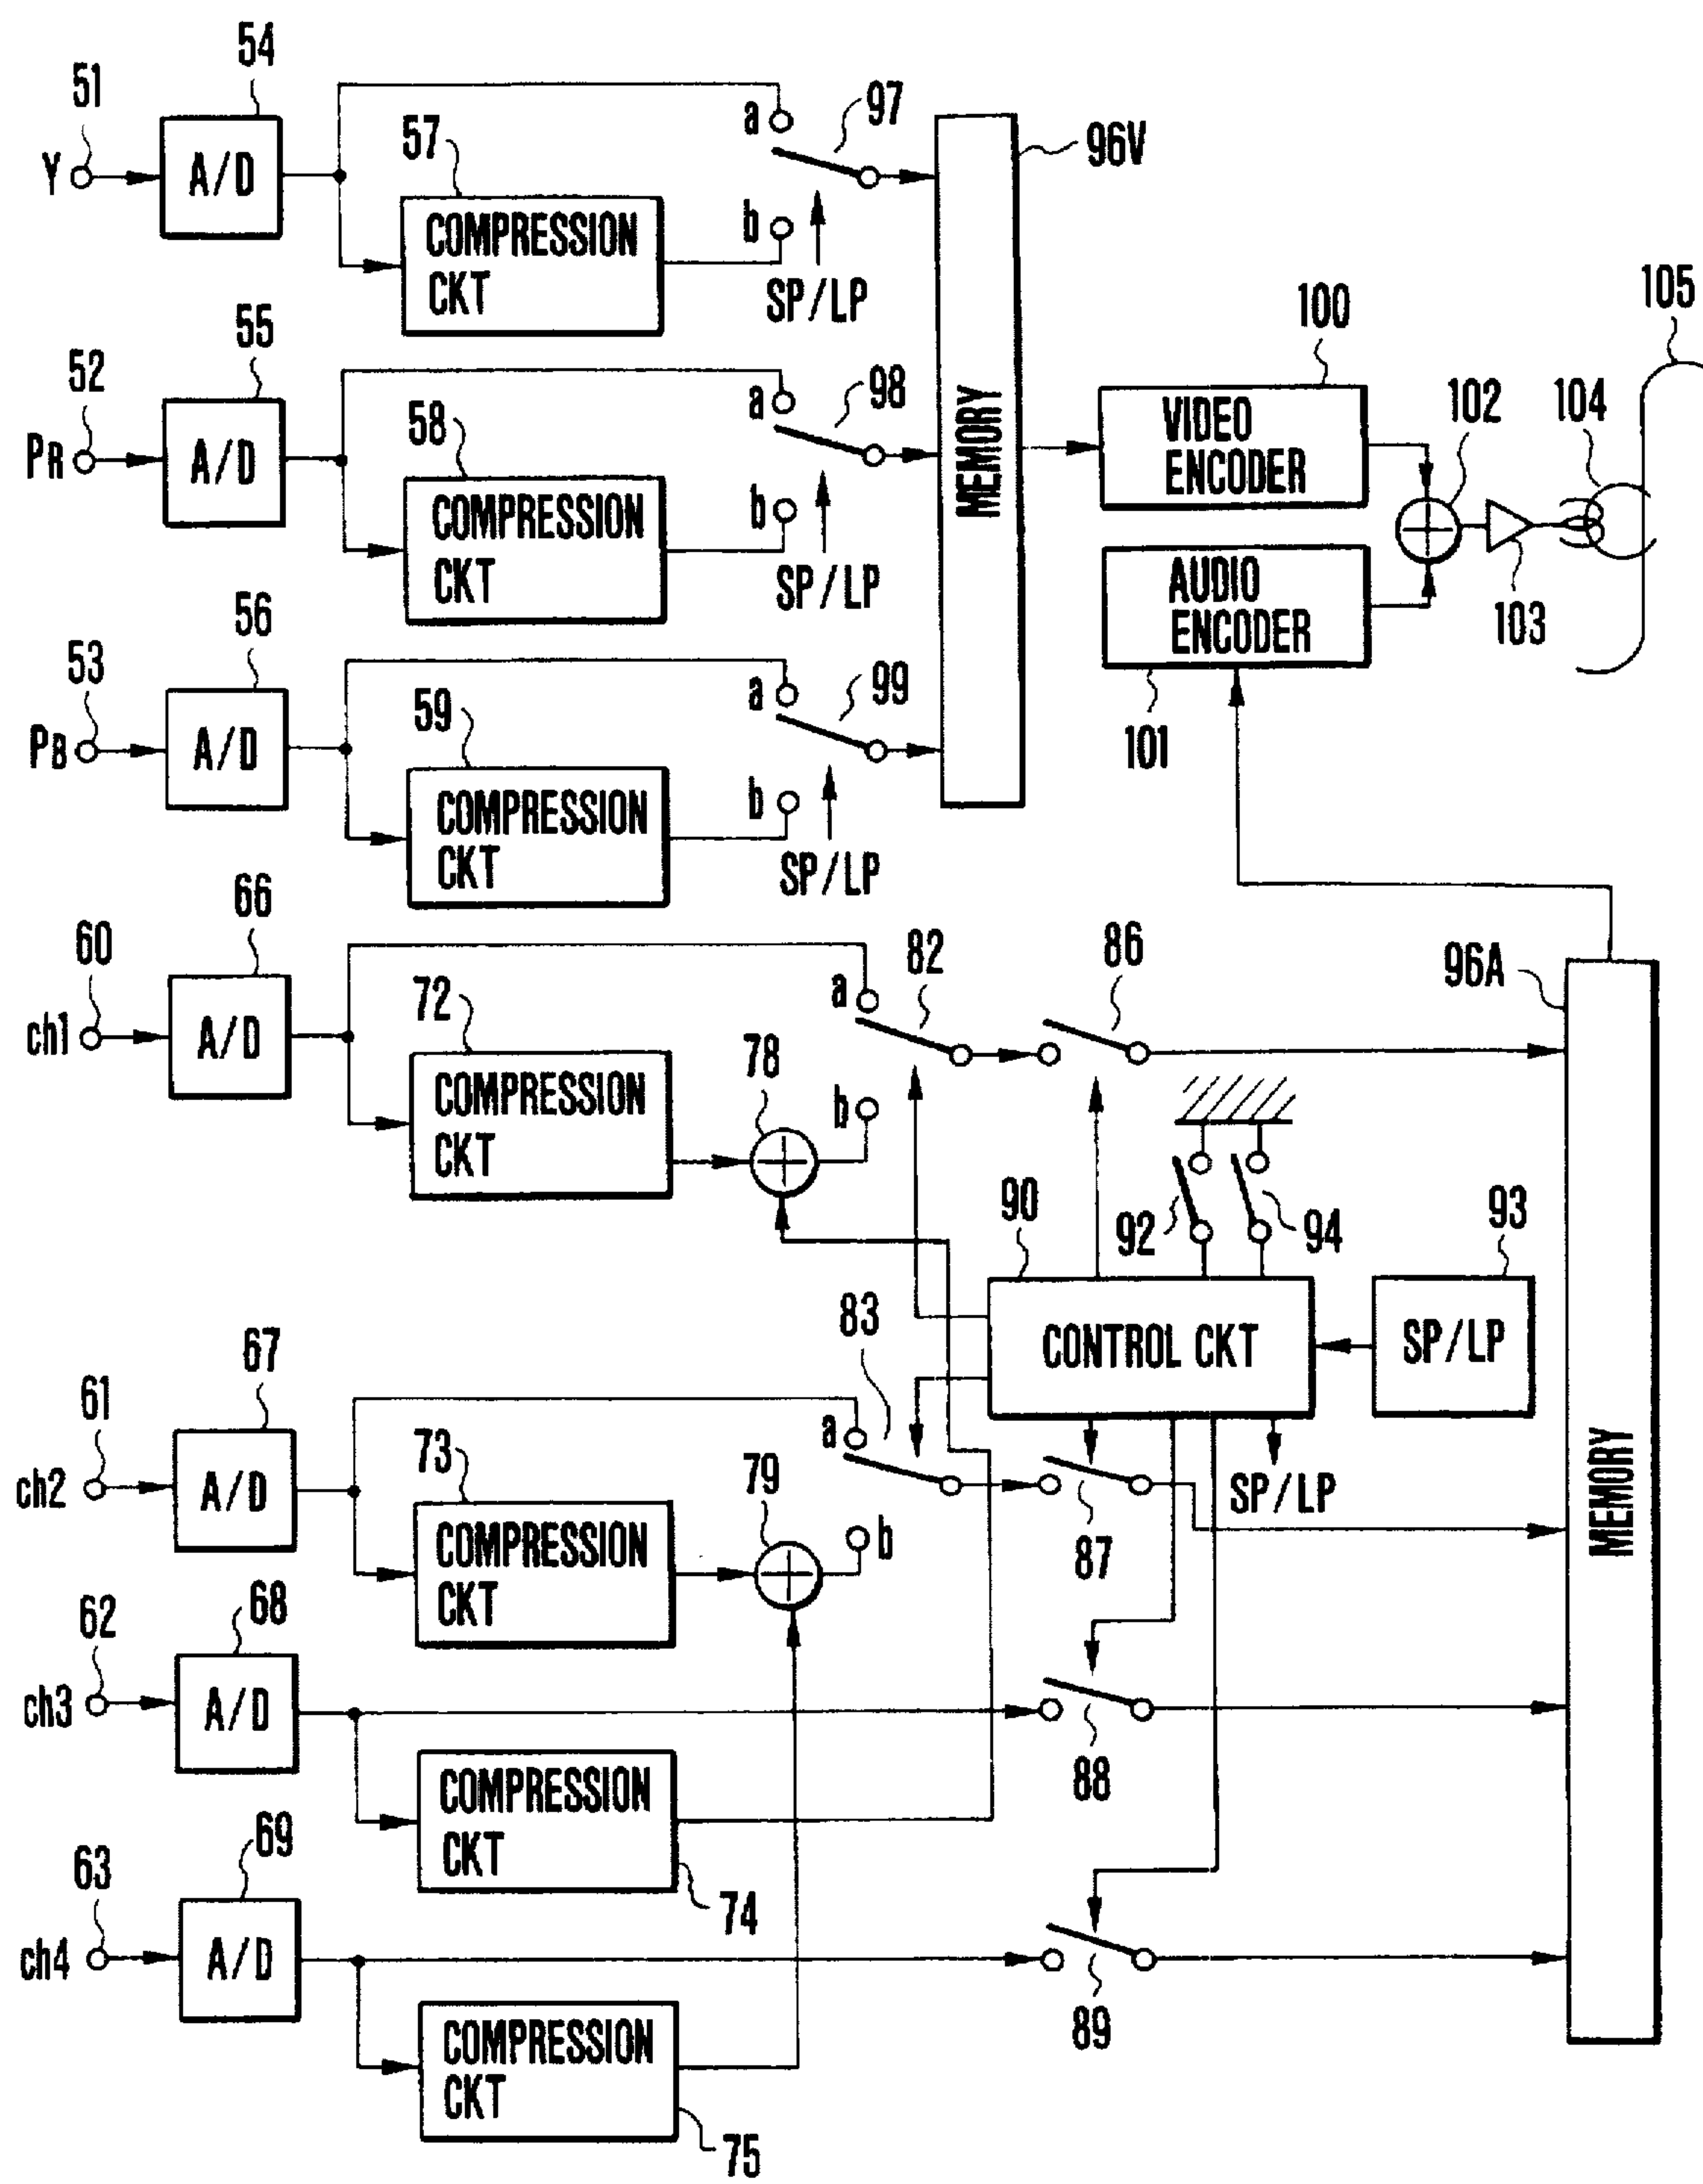 54
51
Y
A/D
57
COMPRESSION
CKT
a
b
97
SP/LP
96V
55
52
PR
A/D
58
COMPRESSION
CKT
a
b
98
SP/LP
MEMORY
100
VIDEO
ENCODER
102
104
105
103
AUDIO
ENCODER
101
56
53
PB
A/D
59
COMPRESSION
CKT
a
b
99
SP/LP
66
60
ch1
A/D
72
COMPRESSION
CKT
78
a
b
82
86
96A
90
92
94
93
CONTROL CKT
SP/LP
83
67
61
ch2
A/D
73
COMPRESSION
CKT
79
a
b
87
SP/LP
MEMORY
68
62
ch3
A/D
COMPRESSION
CKT
74
88
69
63
ch4
A/D
COMPRESSION
CKT
75
89